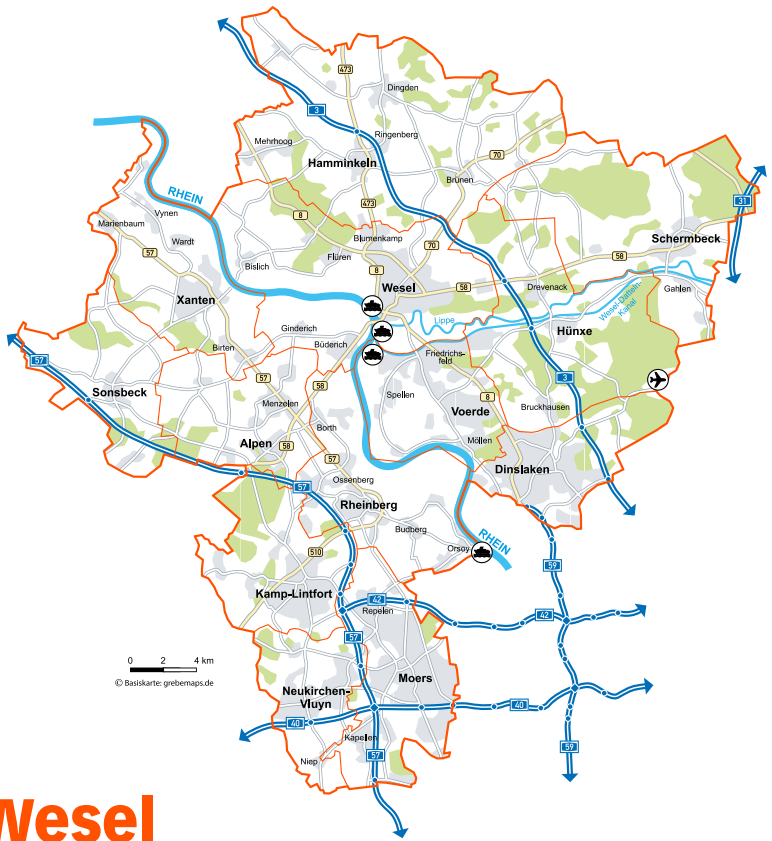 473
Dingden
3
Mehrhoog
Ringenberg
Hamminkeln
70
RHEIN
Brünen
31
473
Vynen
Marienbaum
8
Wardt
57
Blumenkamp
70
Schermbeck
Flüren
58
Bislich
8
Wesel
58
Drevenack
Gahlen
Xanten
Wesel-Datteln-
Kanal
Lippe
Ginderich
Hünxe
Büderich
Birten
Friedrichs-
feld
57
Sonsbeck
57
58
3
Spellen
8
Menzelen
Voerde
Bruckhausen
Borth
Alpen
58
Möllen
57
Dinslaken
Ossenberg
57
Rheinberg
Budberg
RHEIN
510
Orsoy
59
Kamp-Lintfort
42
Repelen
42
57
0 2 4 km
© Basiskarte: grebemaps.de
Moers
Neukirchen-
Vluyn
40
40
Kapellen
59
57
Niep
Wesel